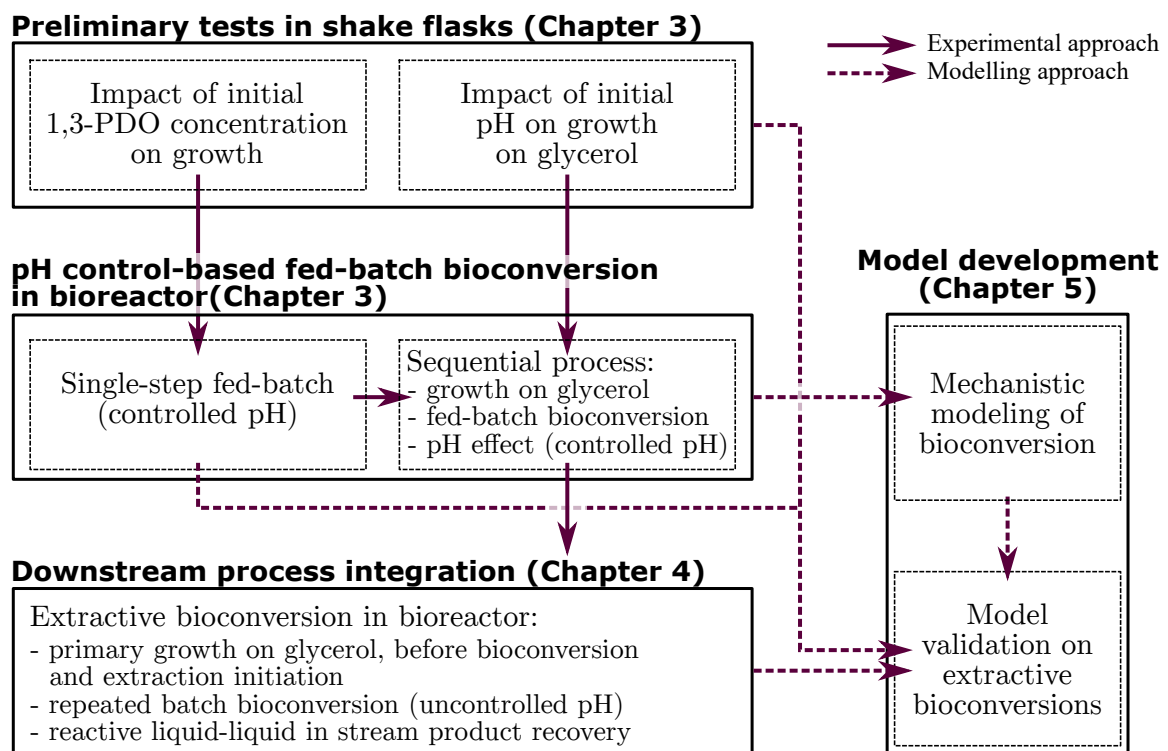 Preliminary tests in shake flasks (Chapter 3)
Experimental approach
Modelling approach
Impact of initial
1,3-PDO concentration
on growth
Impact of initial
pH on growth
on glycerol
pH control-based fed-batch bioconversion
in bioreactor(Chapter 3)
Single-step fed-batch
(controlled pH)
Sequential process:
- growth on glycerol
- fed-batch bioconversion
- pH effect (controlled pH)
Model development
(Chapter 5)
Mechanistic
modeling of
bioconversion
Model
validation on
extractive
bioconversions
Downstream process integration (Chapter 4)
Extractive bioconversion in bioreactor:
- primary growth on glycerol, before bioconversion
and extraction initiation
- repeated batch bioconversion (uncontrolled pH)
- reactive liquid-liquid in stream product recovery